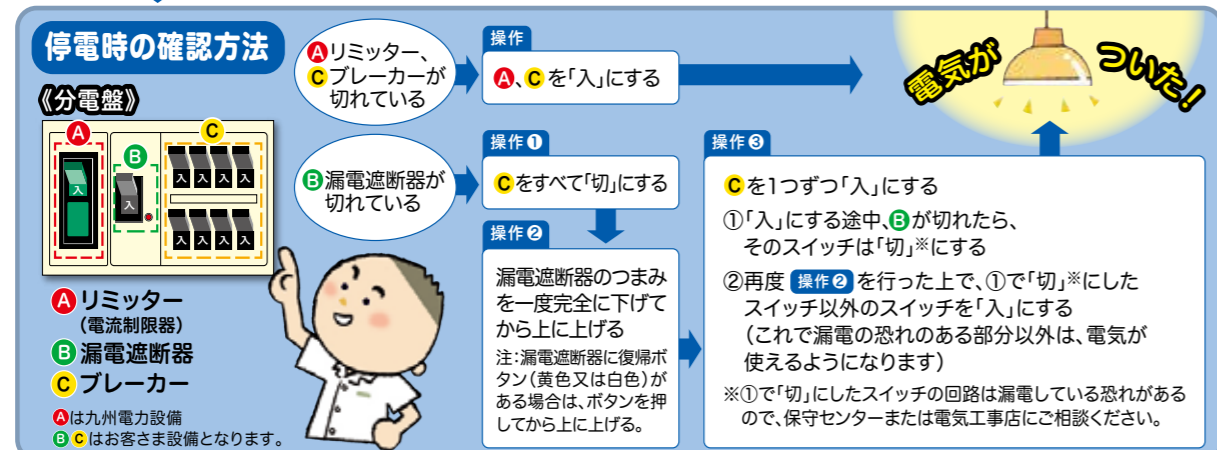 停電時の確認方法
《分電盤》
A
B
C
入
入
入 入 入 入
入 入 入 入
Aリミッター
(電流制限器)
B漏電遮断器
Cブレーカー
Aは九州電力設備
BCはお客さま設備となります。
Aリミッター、
Cブレーカーが
切れている
操作
A、Cを「入」にする
電気が
ついた!
B漏電遮断器が
切れている
操作❶
Cをすべて「切」にする
操作❷
漏電遮断器のつまみ
を一度完全に下げて
から上に上げる
注:漏電遮断器に復帰ボ
タン(黄色又は白色)が
ある場合は、ボタンを押
してから上に上げる。
操作❸
Cを1つずつ「入」にする
①「入」にする途中、Bが切れたら、
そのスイッチは「切」※にする
②再度 操作❷ を行った上で、①で「切」※にした
スイッチ以外のスイッチを「入」にする
(これで漏電の恐れのある部分以外は、電気が
使えるようになります)
※①で「切」にしたスイッチの回路は漏電している恐れがある
ので、保守センターまたは電気工事店にご相談ください。